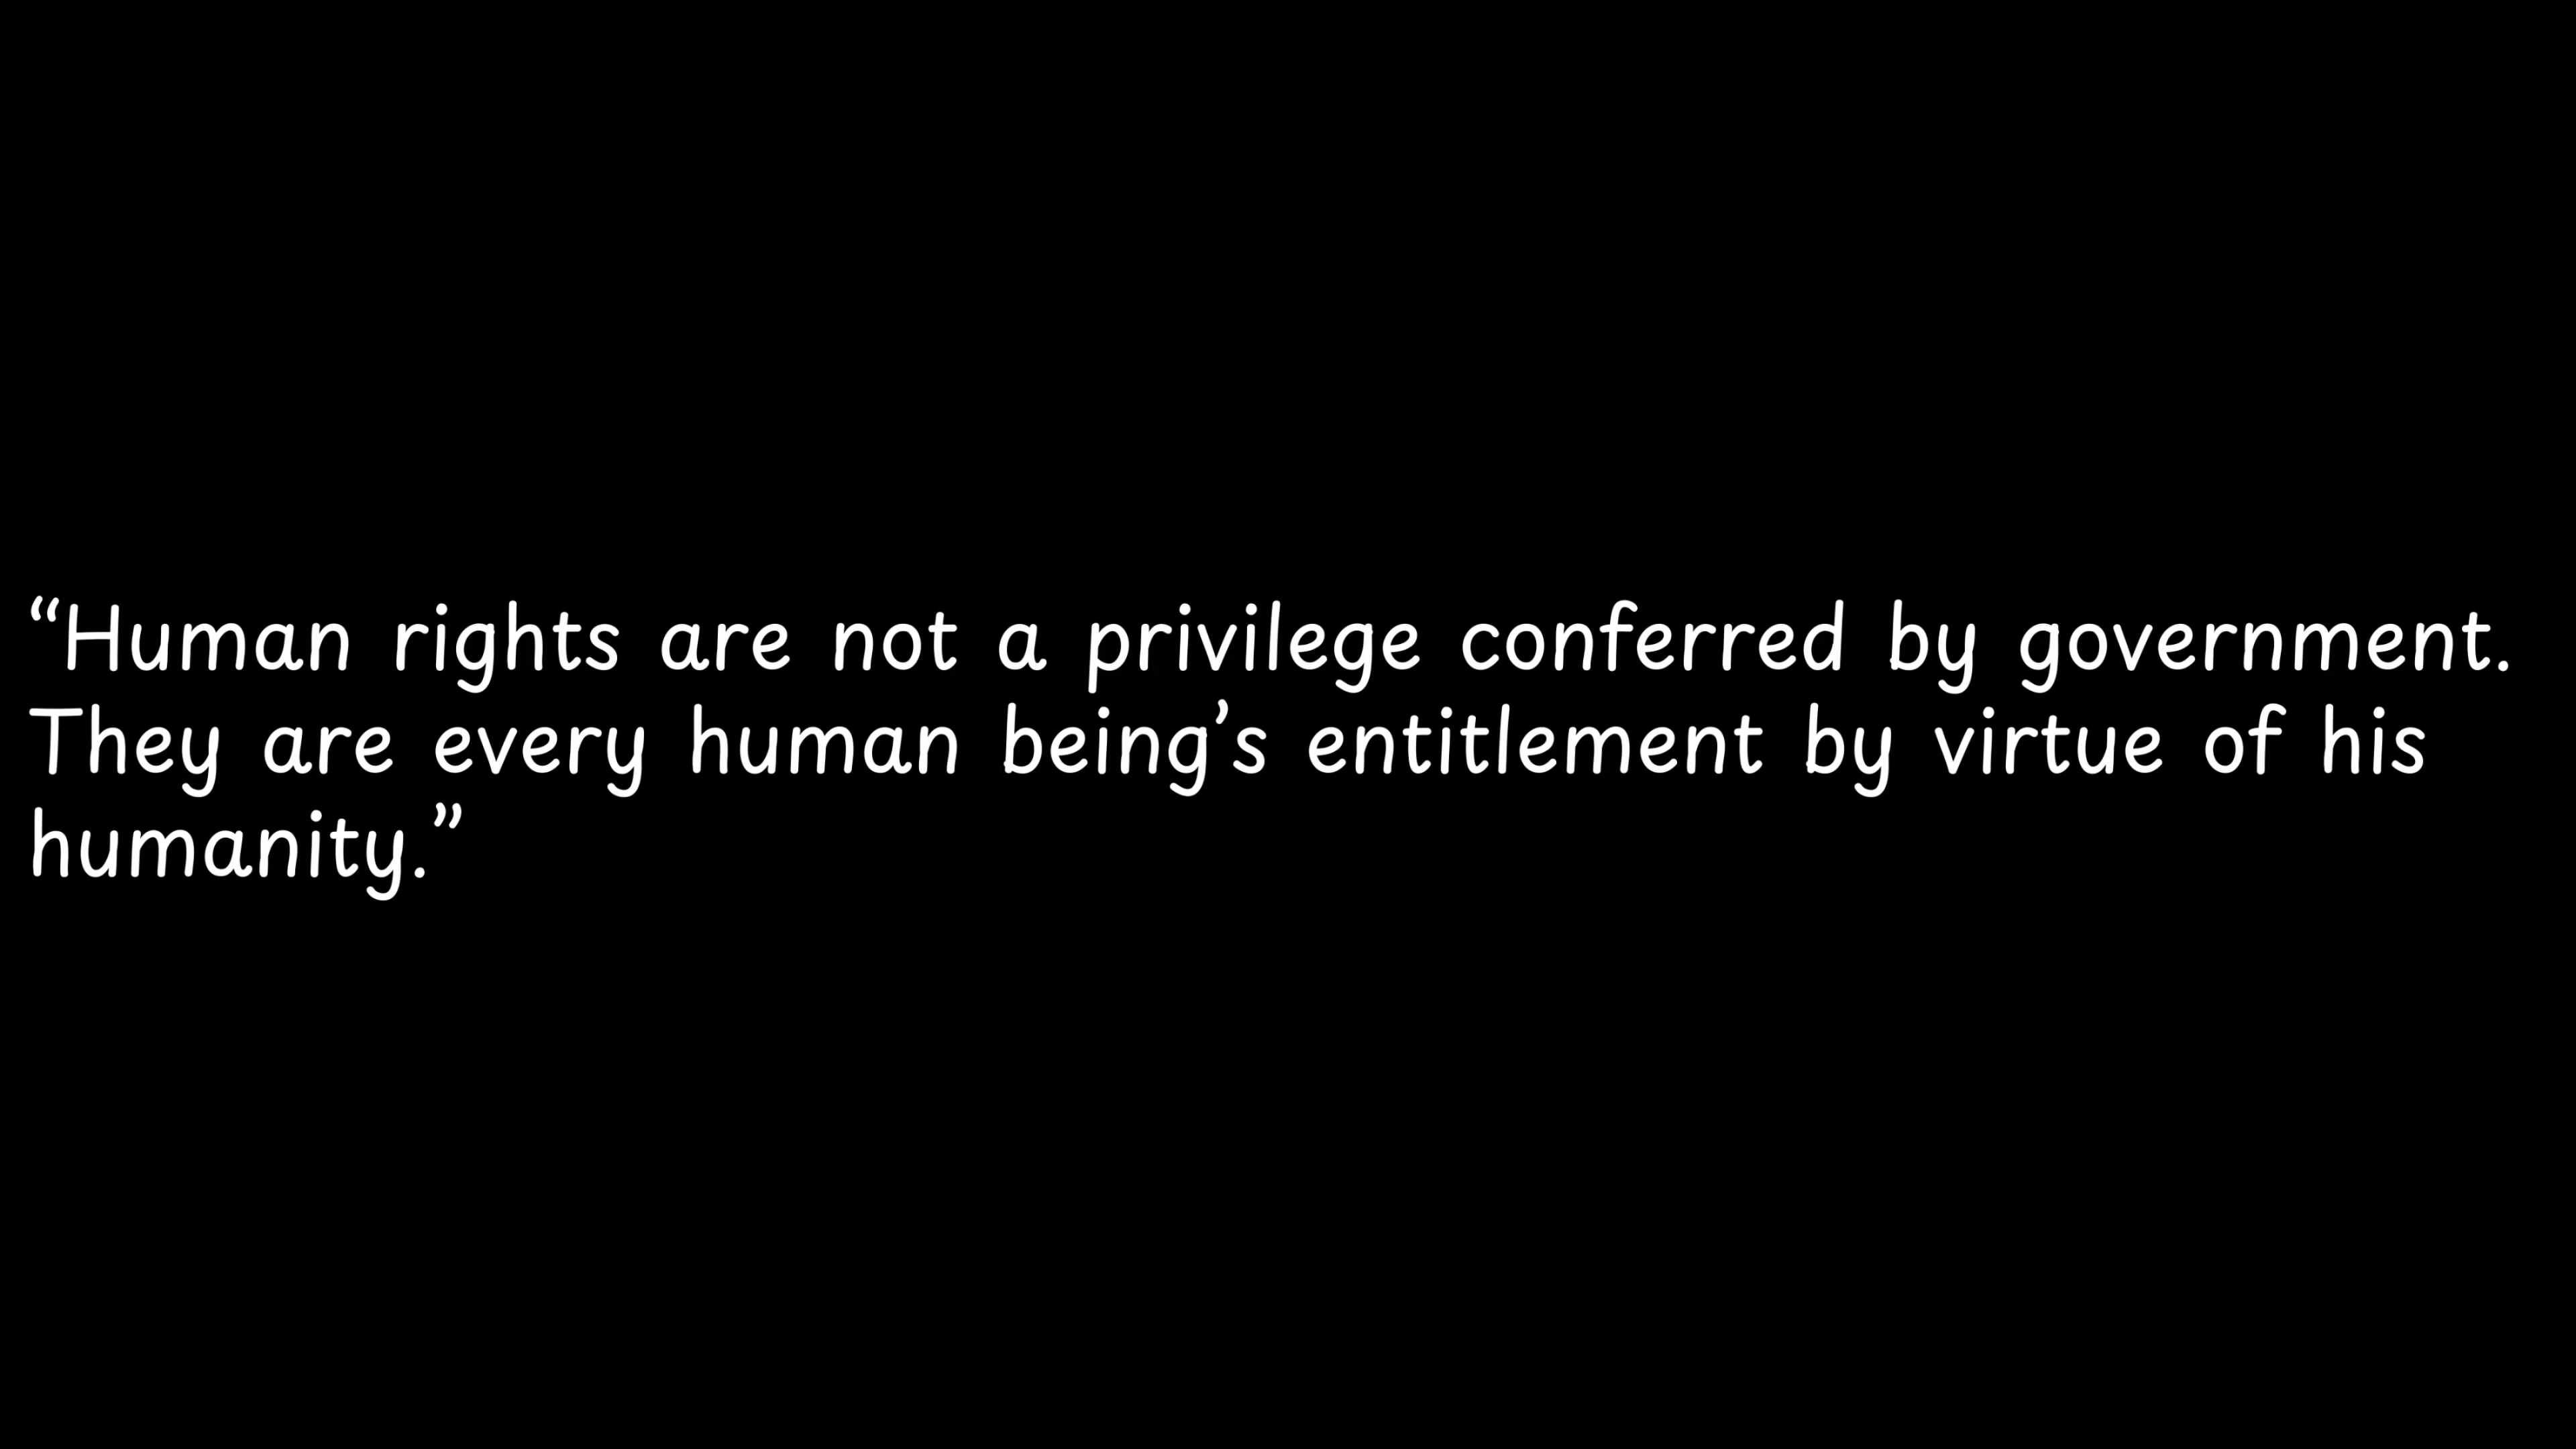 “Human rights are not a privilege conferred by government.
They are every human being’s entitlement by virtue of his
humanity.”